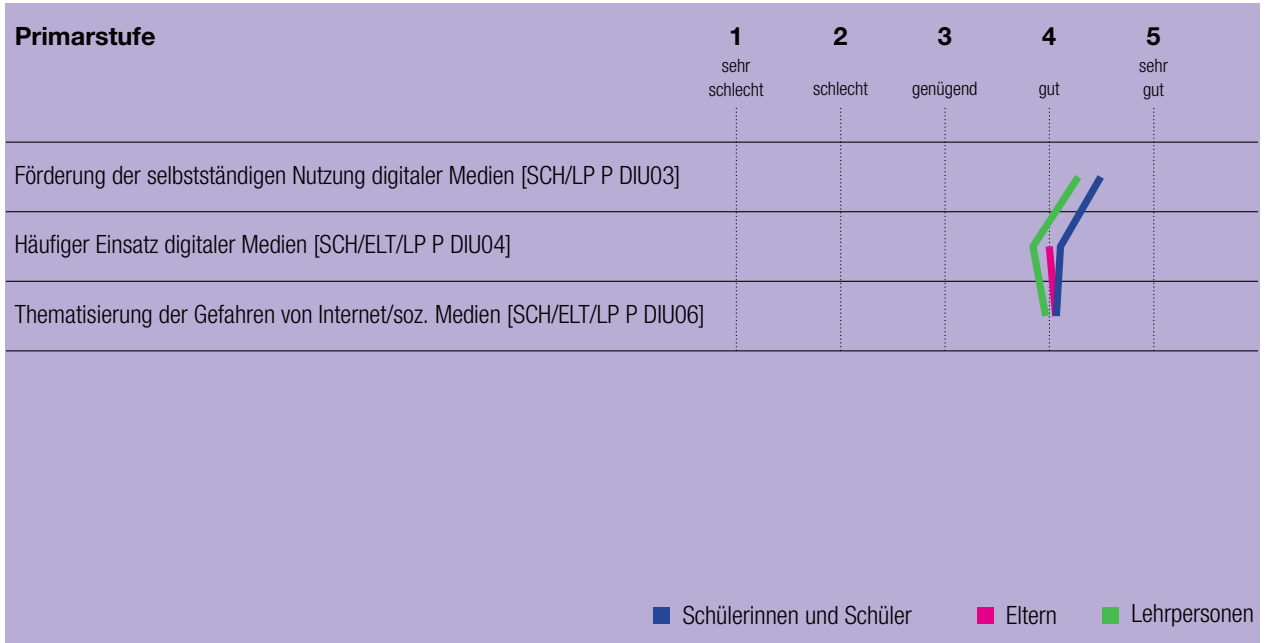 Primarstufe 1 2 3 4 5
sehr sehr
schlecht schlecht genügend gut gut
Förderung der selbstständigen Nutzung digitaler Medien [SCH/LP P DIU03]
Häufiger Einsatz digitaler Medien [SCH/ELT/LP P DIU04]
Thematisierung der Gefahren von Internet/soz. Medien [SCH/ELT/LP P DIU06]
Schülerinnen und Schüler Eltern Lehrpersonen